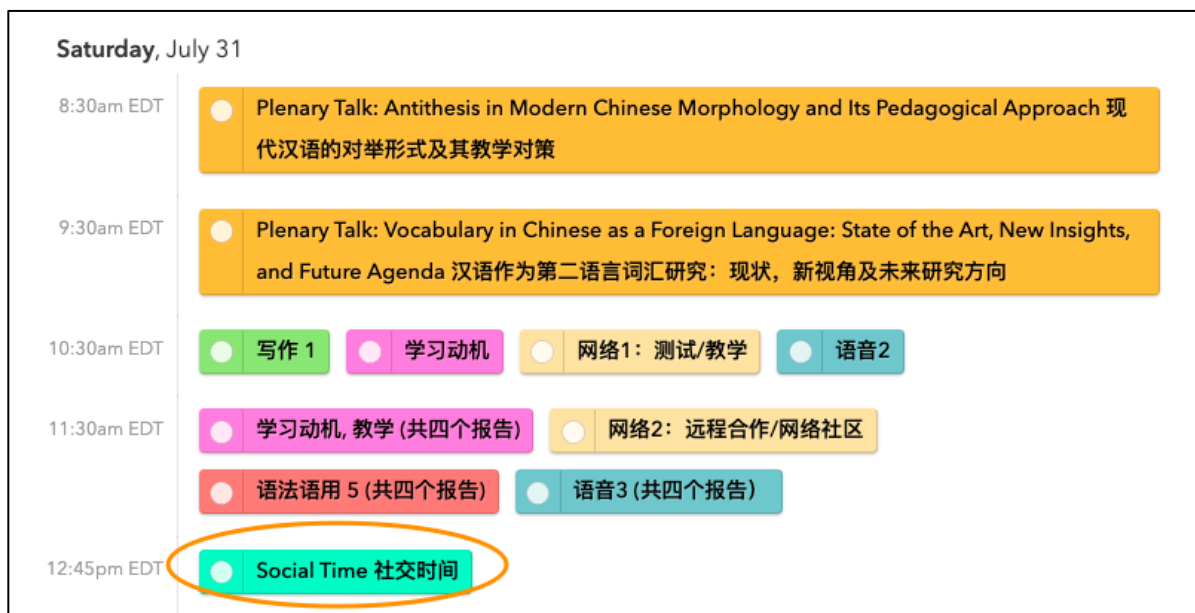 Saturday, July 31
8:30am EDT
Plenary Talk: Antithesis in Modern Chinese Morphology and Its Pedagogical Approach 现
代汉语的对举形式及其教学对策
9:30am EDT
Plenary Talk: Vocabulary in Chinese as a Foreign Language: State of the Art, New Insights,
and Future Agenda 汉语作为第二语言词汇研究：现状，新视角及未来研究方向
10:30am EDT
写作 1
学习动机
网络1：测试/教学
语音2
11:30am EDT
学习动机, 教学 (共四个报告)
网络2：远程合作/网络社区
语法语用 5 (共四个报告)
语音3 (共四个报告）
12:45pm EDT
Social Time 社交时间